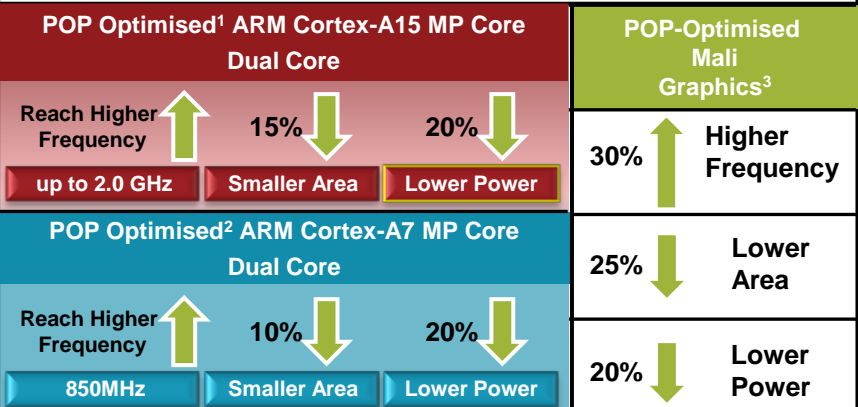 POP Optimised¹ ARM Cortex-A15 MP Core
Dual Core
Reach Higher
Frequency
15%
20%
up to 2.0 GHz
Smaller Area
Lower Power
POP Optimised² ARM Cortex-A7 MP Core
Dual Core
Reach Higher
Frequency
10%
20%
850MHz
Smaller Area
Lower Power
POP-Optimised
Mali
Graphics³
30%
Higher
Frequency
25%
Lower
Area
20%
Lower
Power